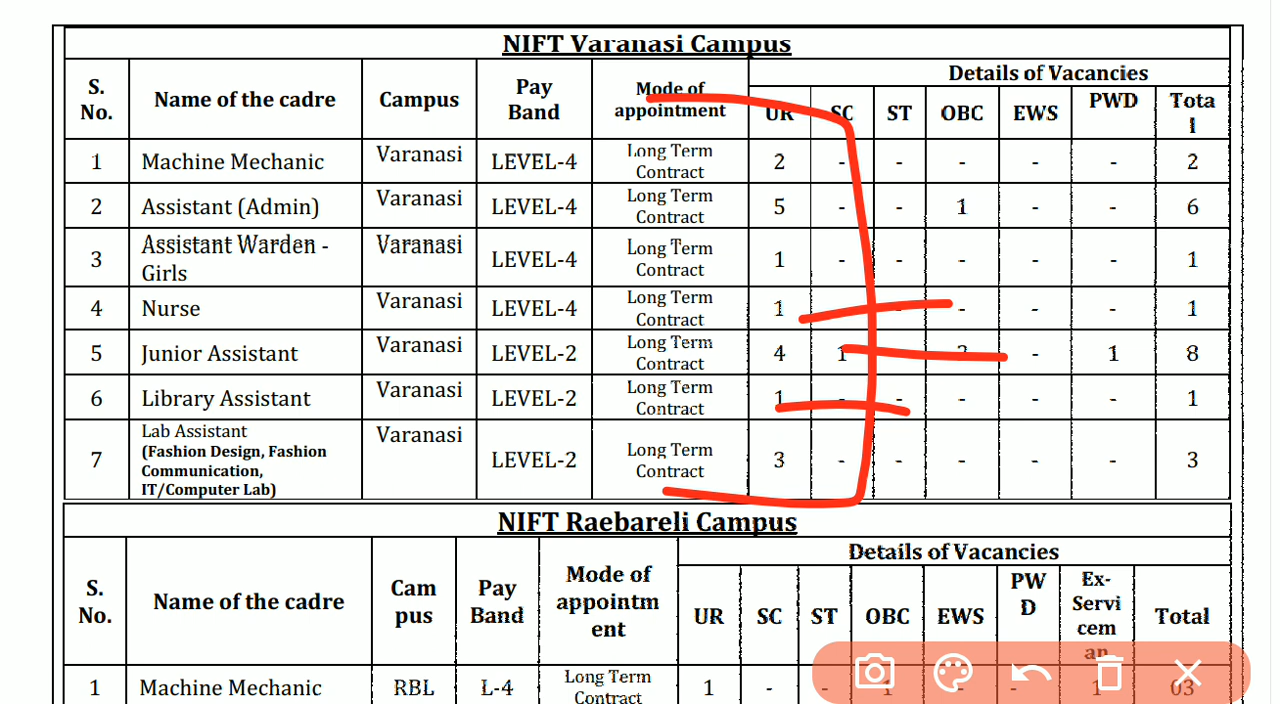 NIFT Varanasi Campus
S. No. Name of the cadre Campus Pay Band Mode of appointment Details of Vacancies
UR SC ST OBC EWS PWD Total
1 Machine Mechanic Varanasi LEVEL-4 Long Term Contract 2 - - - - - 2
2 Assistant (Admin) Varanasi LEVEL-4 Long Term Contract 5 - - 1 - - 6
3 Assistant Warden - Girls Varanasi LEVEL-4 Long Term Contract 1 - - - - - 1
4 Nurse Varanasi LEVEL-4 Long Term Contract 1 - - - - 1
5 Junior Assistant Varanasi LEVEL-2 Long Term Contract 4 1 - 1 8
6 Library Assistant Varanasi LEVEL-2 Long Term Contract 1 - - - - - 1
7 Lab Assistant (Fashion Design, Fashion Communication, IT/Computer Lab) Varanasi LEVEL-2 Long Term Contract 3 - - - - - 3
NIFT Raebareli Campus
S. No. Name of the cadre Campus Pay Band Mode of appointment Details of Vacancies
UR SC ST OBC EWS PWD Ex-Serviceman Total
1 Machine Mechanic RBL L-4 Long Term Contract 1 - - 1 - - 1 03